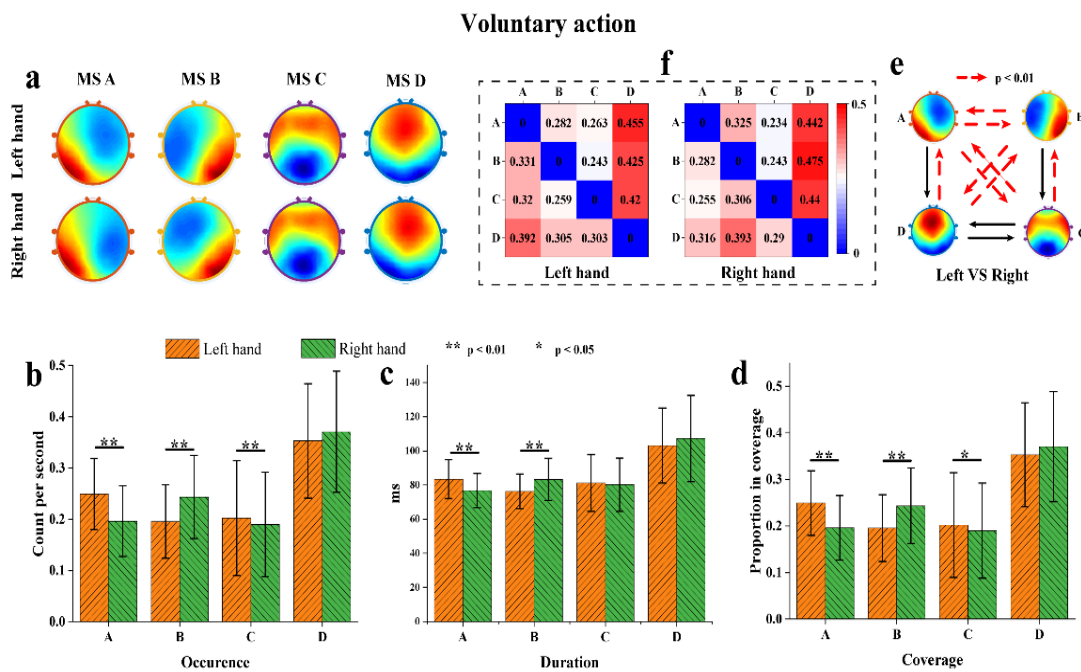 Voluntary action
a
MS A MS B MS C MS D
Left hand
Right hand
f
A B C D
A 0 0.282 0.263 0.455
B 0.331 0 0.243 0.425
C 0.32 0.259 0 0.42
D 0.392 0.305 0.303 0
Left hand
A B C D
A 0 0.325 0.234 0.442
B 0.282 0 0.243 0.475
C 0.255 0.306 0 0.44
D 0.316 0.393 0.29 0
Right hand
0.5
0
e
p < 0.01
A
D
Left VS Right
Left hand Right hand ** p < 0.01 * p < 0.05
b
Count per second
0.5
0.4
0.3
0.2
0.1
0.0
** ** **
A B C D
Occurence
c
ms
140
120
100
80
60
40
20
0
** **
A B C D
Duration
d
Proportion in coverage
0.5
0.4
0.3
0.2
0.1
0.0
** ** *
A B C D
Coverage